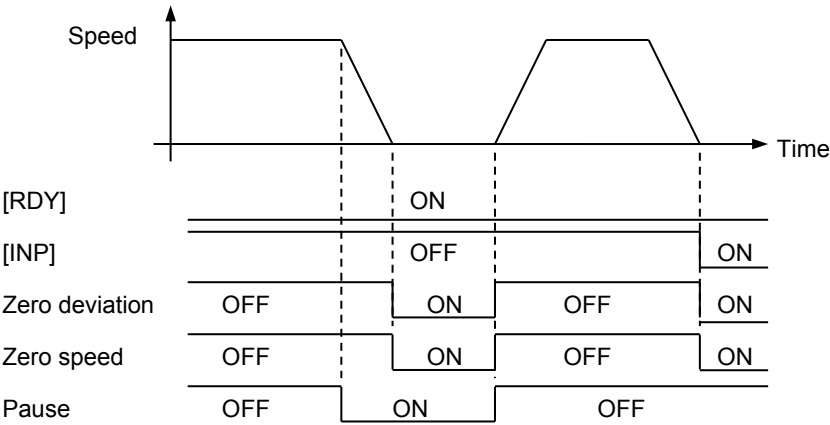 Speed
Time
[RDY] ON
[INP] OFF ON
Zero deviation OFF ON OFF ON
Zero speed OFF ON OFF ON
Pause OFF ON OFF